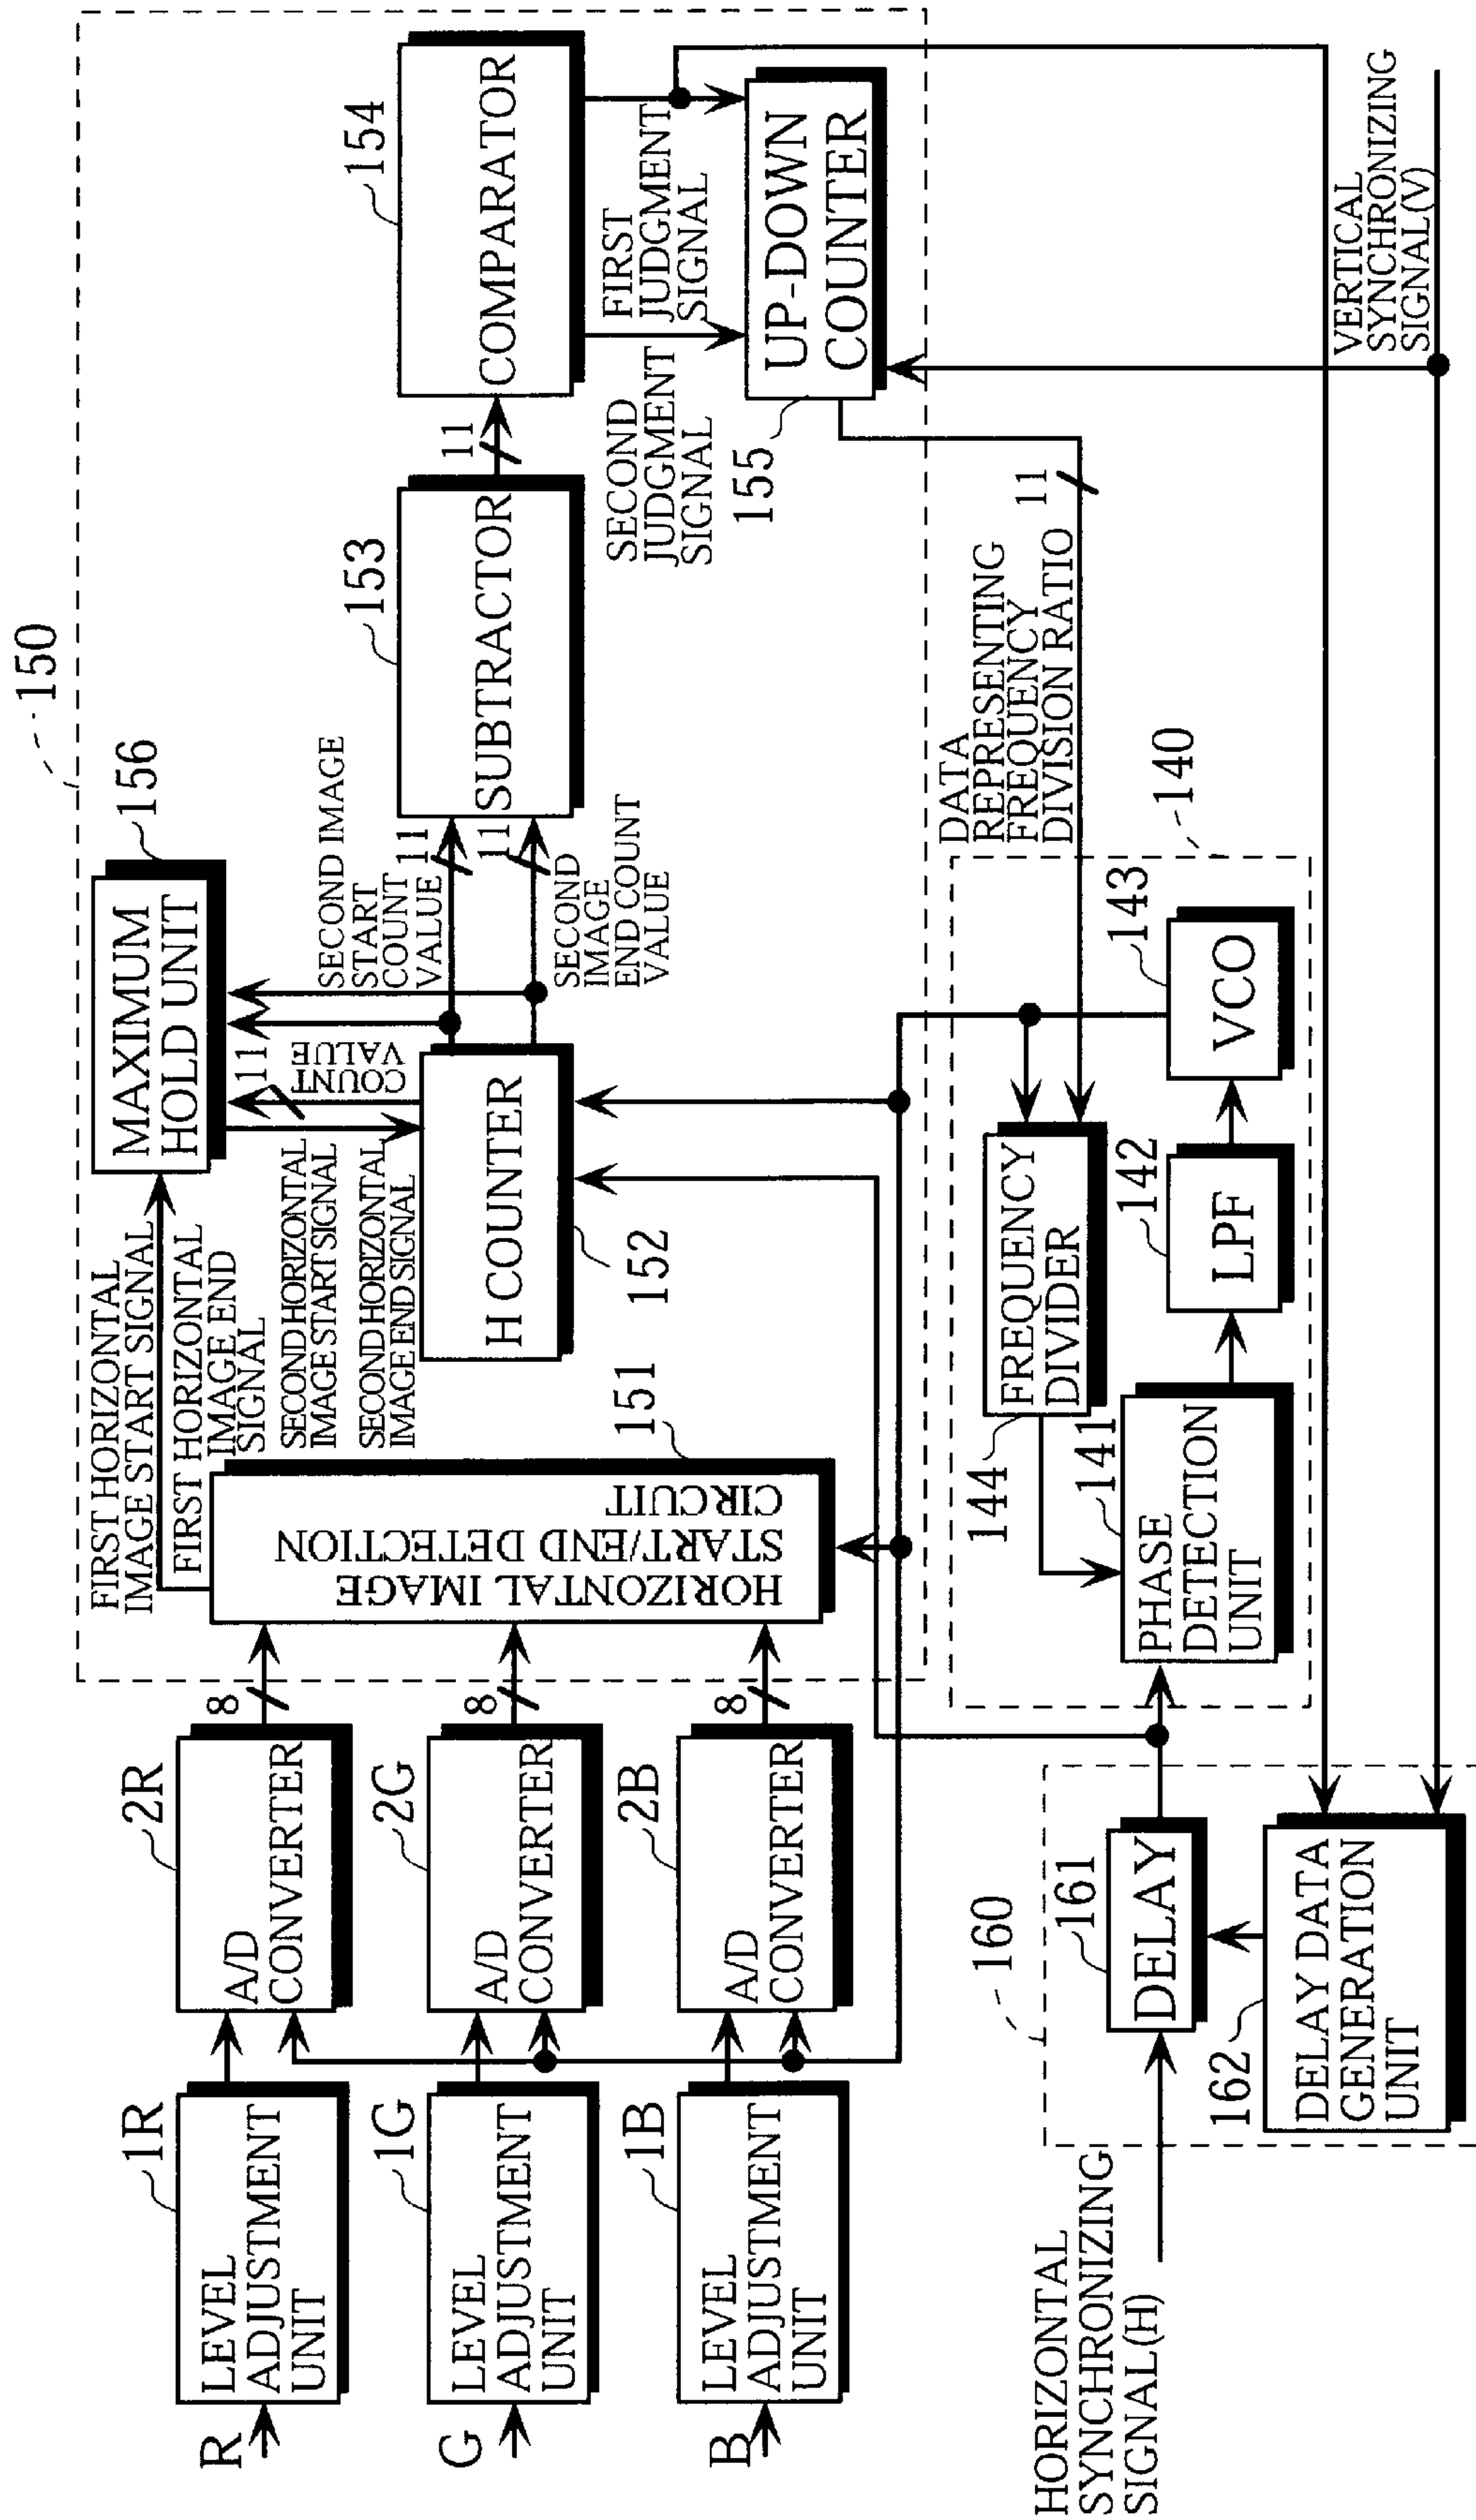 150
156
MAXIMUM
HOLD UNIT
FIRST HORIZONTAL
IMAGE START SIGNAL
FIRST HORIZONTAL
IMAGE END
SIGNAL
SECOND HORIZONTAL
IMAGE START SIGNAL
SECOND HORIZONTAL
IMAGE END SIGNAL
11
COUNT
VALUE
SECOND IMAGE
START
COUNT
VALUE
11
11
SECOND
IMAGE
END COUNT
VALUE
H COUNTER
152
153
SUBTRACTOR
11
154
COMPARATOR
FIRST
JUDGMENT
SIGNAL
SECOND
JUDGMENT
SIGNAL
UP-DOWN
COUNTER
155
HORIZONTAL IMAGE
START/END DETECTION
CIRCUIT
151
R
1R
LEVEL
ADJUSTMENT
UNIT
2R
A/D
CONVERTER
8
G
1G
LEVEL
ADJUSTMENT
UNIT
2G
A/D
CONVERTER
8
B
1B
LEVEL
ADJUSTMENT
UNIT
2B
A/D
CONVERTER
8
DATA
REPRESENTING
FREQUENCY
DIVISION RATIO
11
140
144
FREQUENCY
DIVIDER
141
PHASE
DETECTION
UNIT
142
LPF
143
VCO
HORIZONTAL
SYNCHRONIZING
SIGNAL(H)
160
161
DELAY
162
DELAY DATA
GENERATION
UNIT
VERTICAL
SYNCHRONIZING
SIGNAL(V)